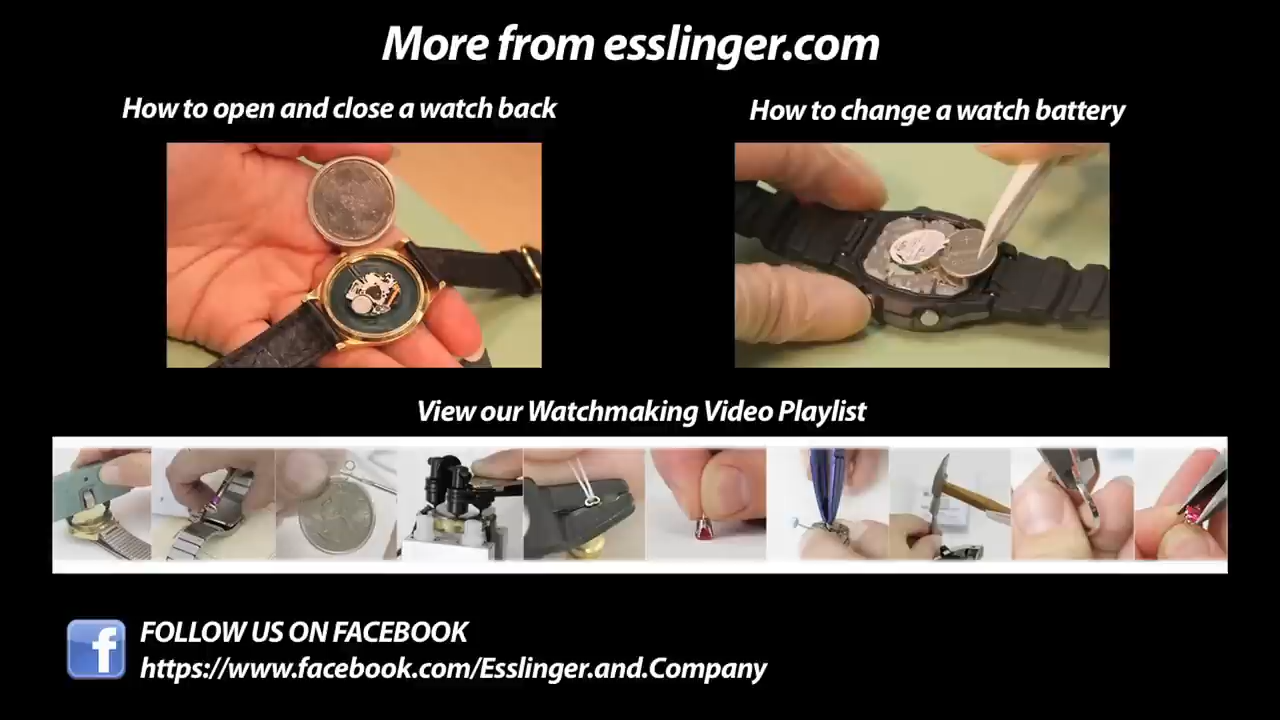 More from esslinger.com
How to open and close a watch back
How to change a watch battery
View our Watchmaking Video Playlist
f
FOLLOW US ON FACEBOOK
https://www.facebook.com/Esslinger.and.Company